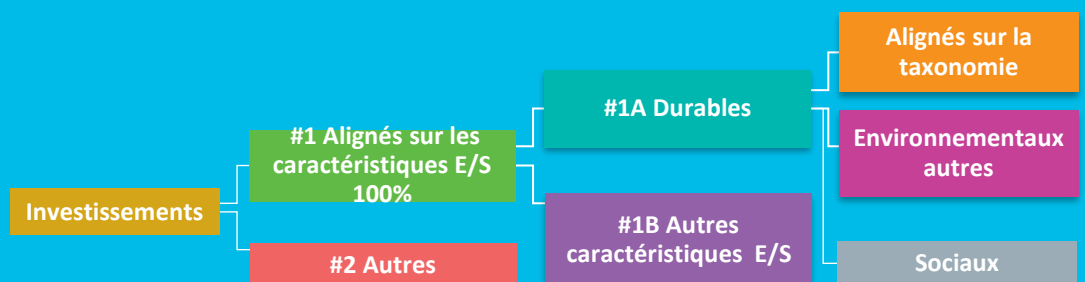 Investissements
#1 Alignés sur les
caractéristiques E/S
100%
#2 Autres
#1A Durables
#1B Autres
caractéristiques E/S
Alignés sur la
taxonomie
Environnementaux
autres
Sociaux